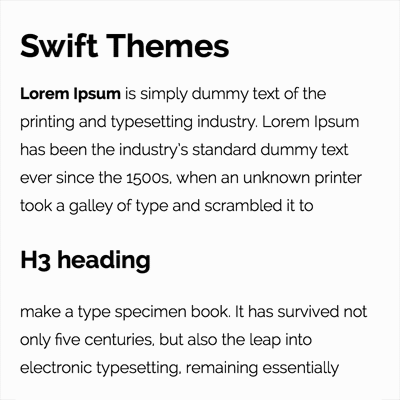 Swift Themes
Lorem Ipsum is simply dummy text of the
printing and typesetting industry. Lorem Ipsum
has been the industry's standard dummy text
ever since the 1500s, when an unknown printer
took a galley of type and scrambled it to
H3 heading
make a type specimen book. It has survived not
only five centuries, but also the leap into
electronic typesetting, remaining essentially